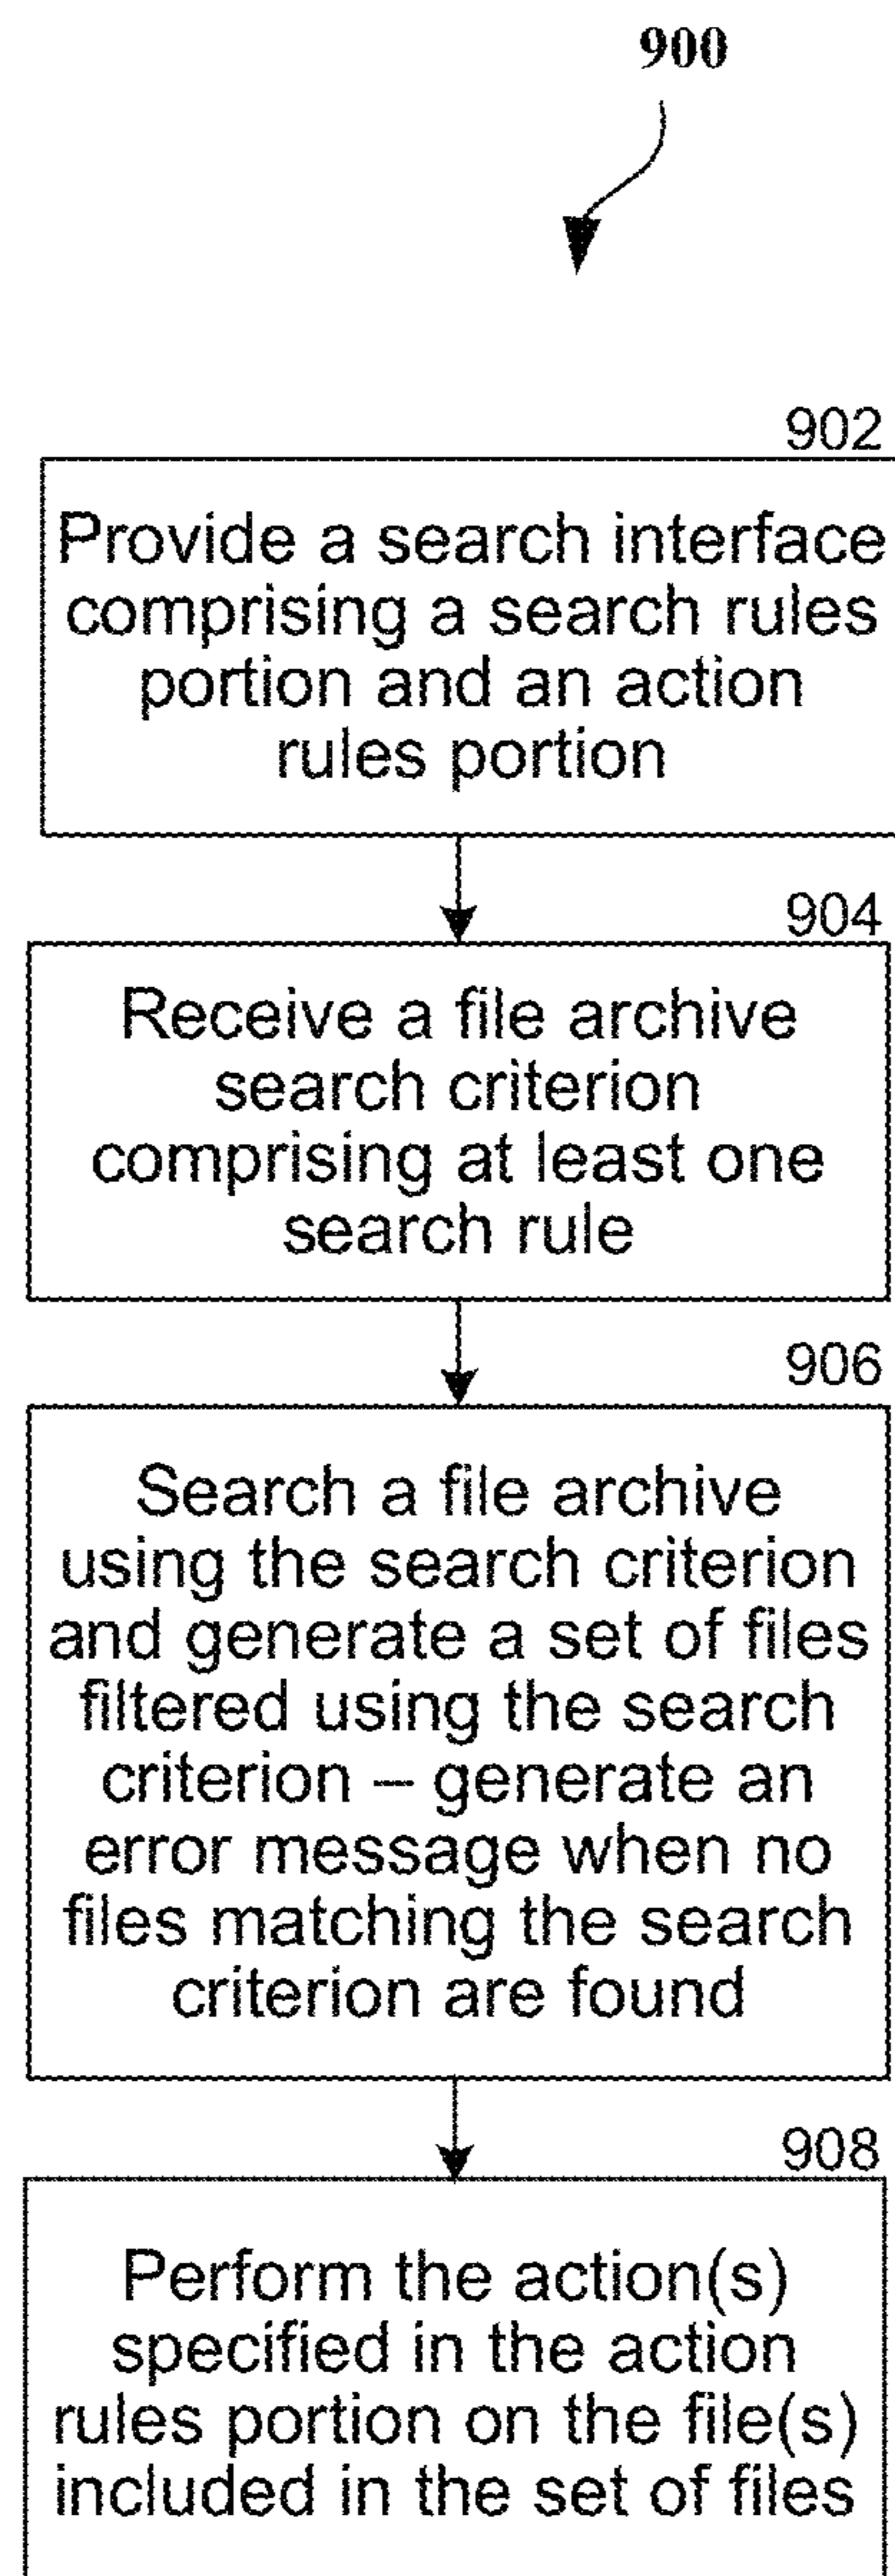 900
902
Provide a search interface
comprising a search rules
portion and an action
rules portion
904
Receive a file archive
search criterion
comprising at least one
search rule
906
Search a file archive
using the search criterion
and generate a set of files
filtered using the search
criterion – generate an
error message when no
files matching the search
criterion are found
908
Perform the action(s)
specified in the action
rules portion on the file(s)
included in the set of files